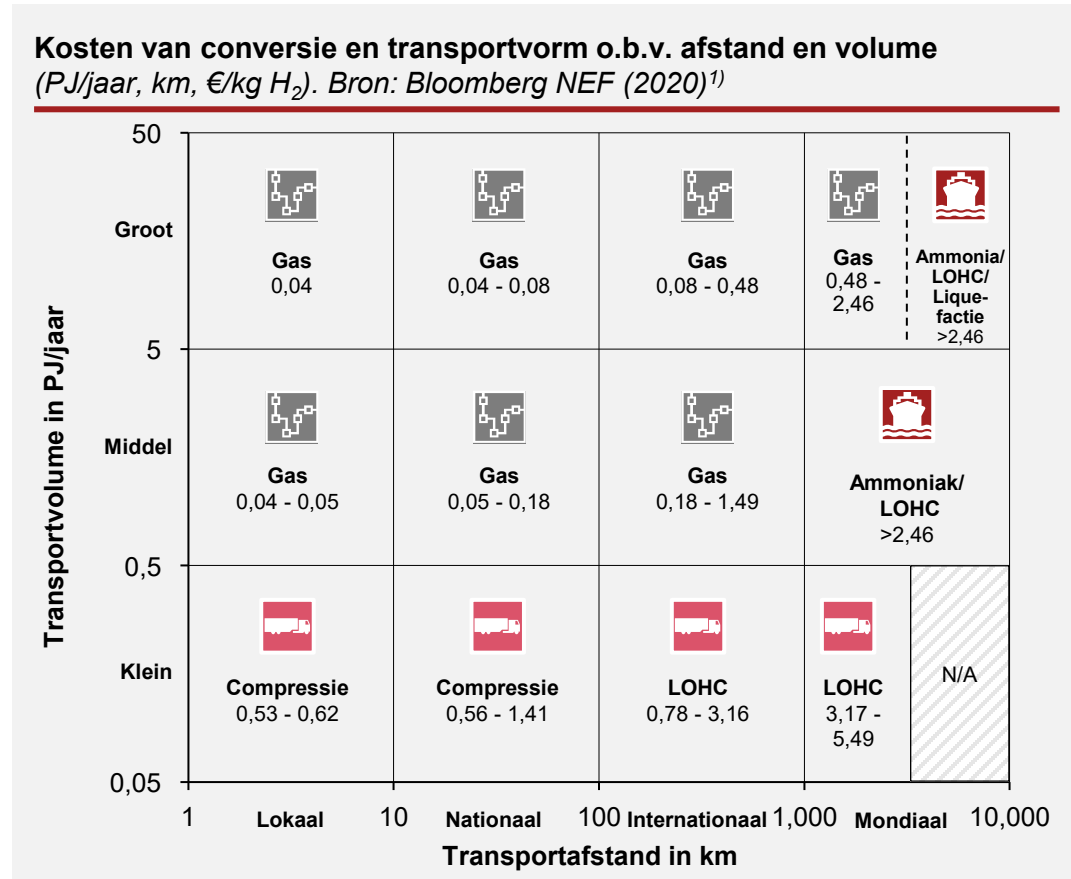 Kosten van conversie en transportvorm o.b.v. afstand en volume
(PJ/jaar, km, €/kg H2). Bron: Bloomberg NEF (2020)1)
Transportvolume in PJ/jaar
50
Groot
5
Middel
0,5
Klein
0,05
Gas
0,04
Gas
0,04 - 0,08
Gas
0,08 - 0,48
Gas
0,48 -
2,46
Ammonia/
LOHC/
Lique-
factie
>2,46
Gas
0,04 - 0,05
Gas
0,05 - 0,18
Gas
0,18 - 1,49
Ammoniak/
LOHC
>2,46
Compressie
0,53 - 0,62
Compressie
0,56 - 1,41
LOHC
0,78 - 3,16
LOHC
3,17 -
5,49
N/A
1 Lokaal 10 Nationaal 100 Internationaal 1,000 Mondiaal 10,000
Transportafstand in km